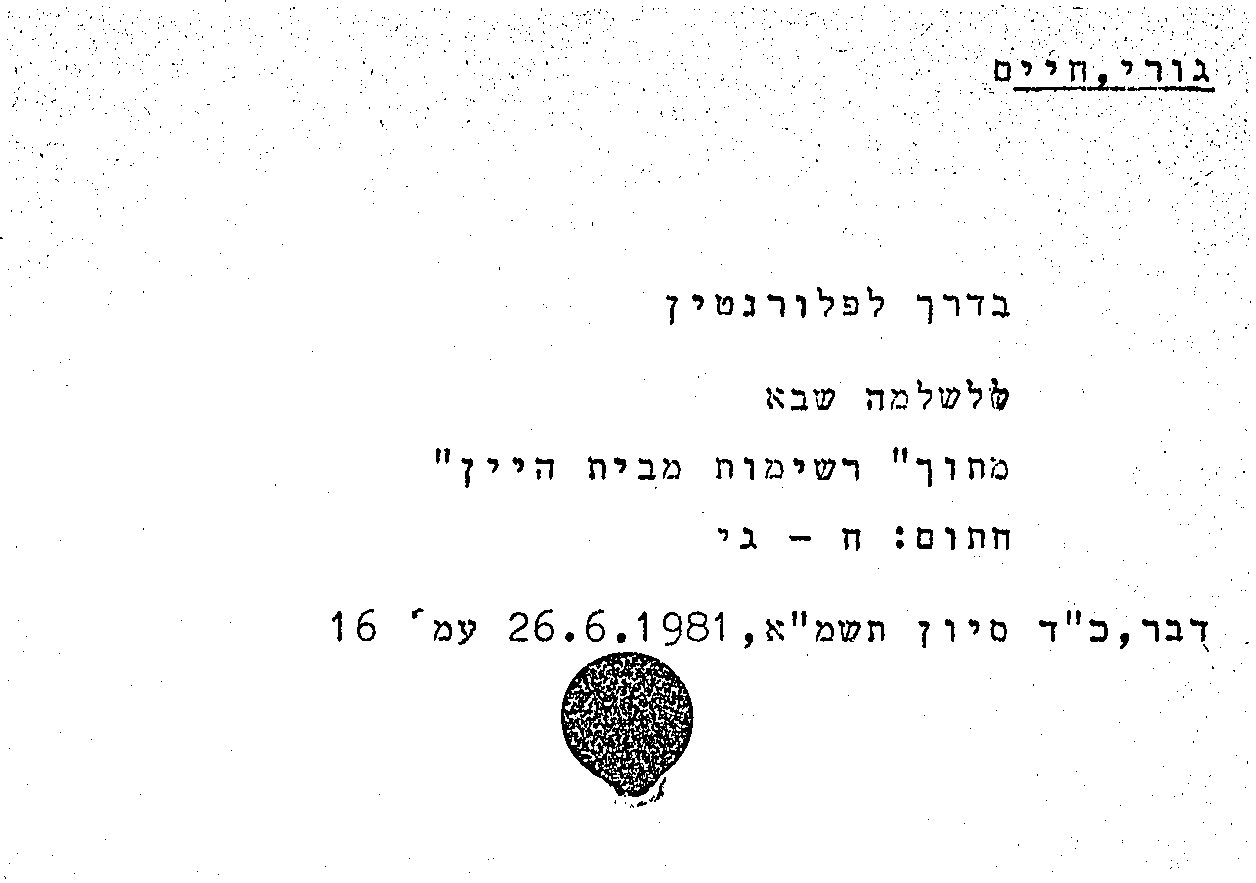 גורי,חיים
בדרך לפלורנטין
לשלמה שבא
מתוך" רשימות מבית היין"
חתום: ח - גי
דבר,כ"ד סיון תשמ"א,26.6.1981 עמ' 16